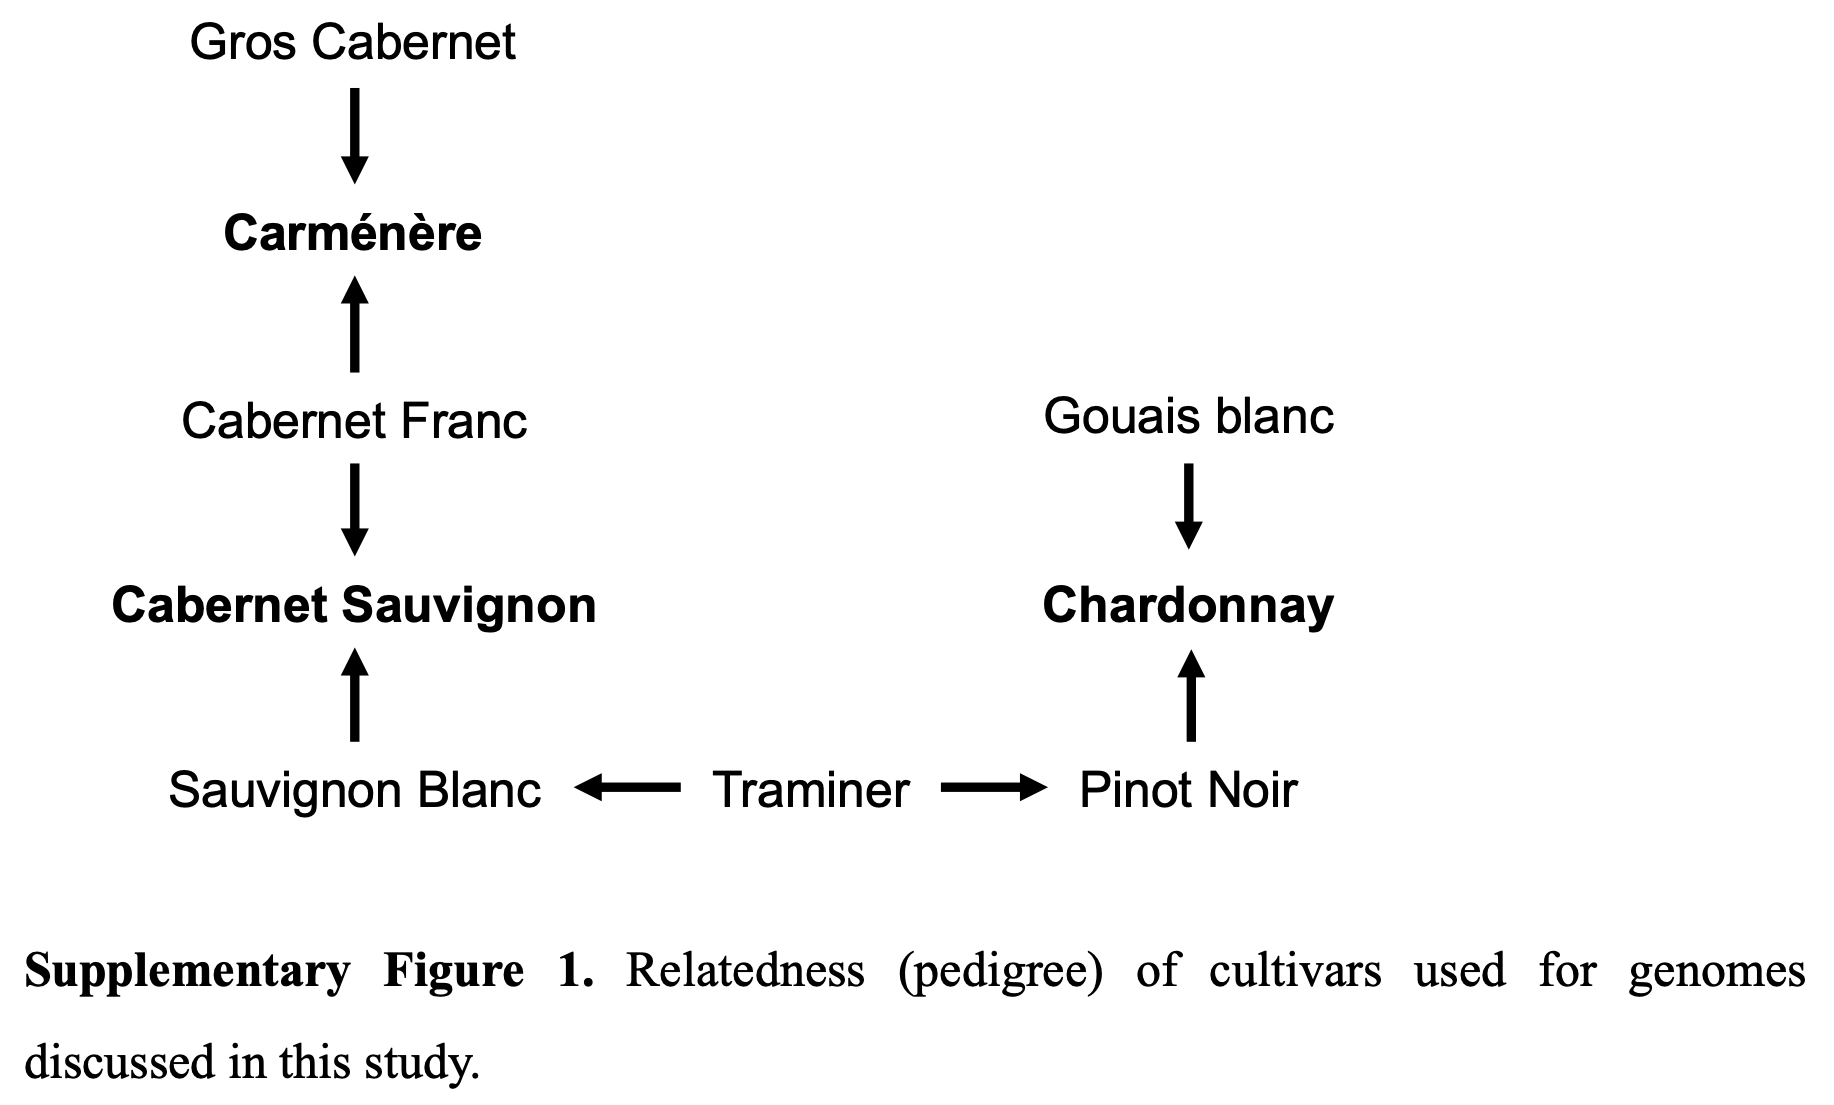 Gros Cabernet
Carménère
Cabernet Franc
Gouais blanc
Cabernet Sauvignon
Chardonnay
Sauvignon Blanc
Traminer
Pinot Noir
Supplementary Figure 1. Relatedness (pedigree) of cultivars used for genomes
discussed in this study.